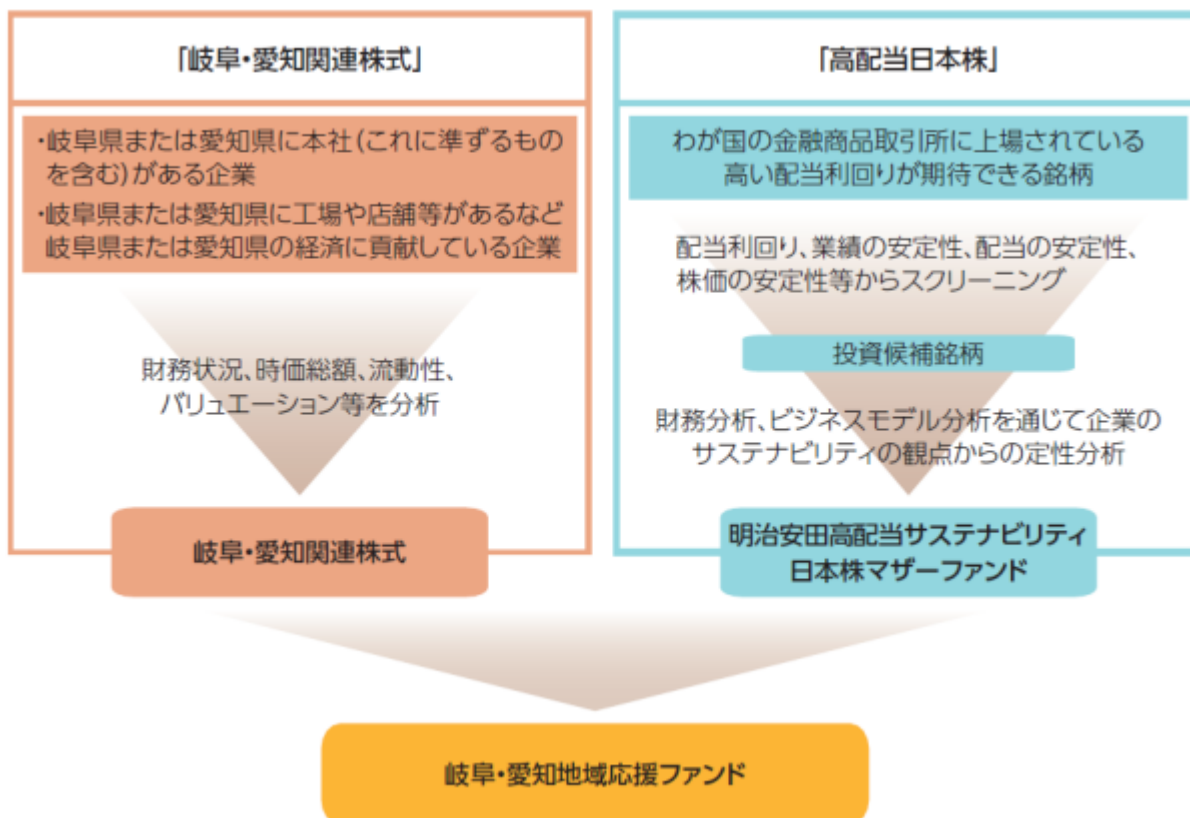 「岐阜・愛知関連株式」
・岐阜県または愛知県に本社(これに準ずるもの
を含む)がある企業
・岐阜県または愛知県に工場や店舗等があるなど
岐阜県または愛知県の経済に貢献している企業
財務状況、時価総額、流動性、
バリュエーション等を分析
岐阜・愛知関連株式
「高配当日本株」
わが国の金融商品取引所に上場されている
高い配当利回りが期待できる銘柄
配当利回り、業績の安定性、配当の安定性、
株価の安定性等からスクリーニング
投資候補銘柄
財務分析、ビジネスモデル分析を通じて企業の
サステナビリティの観点からの定性分析
明治安田高配当サステナビリティ
日本株マザーファンド
岐阜・愛知地域応援ファンド